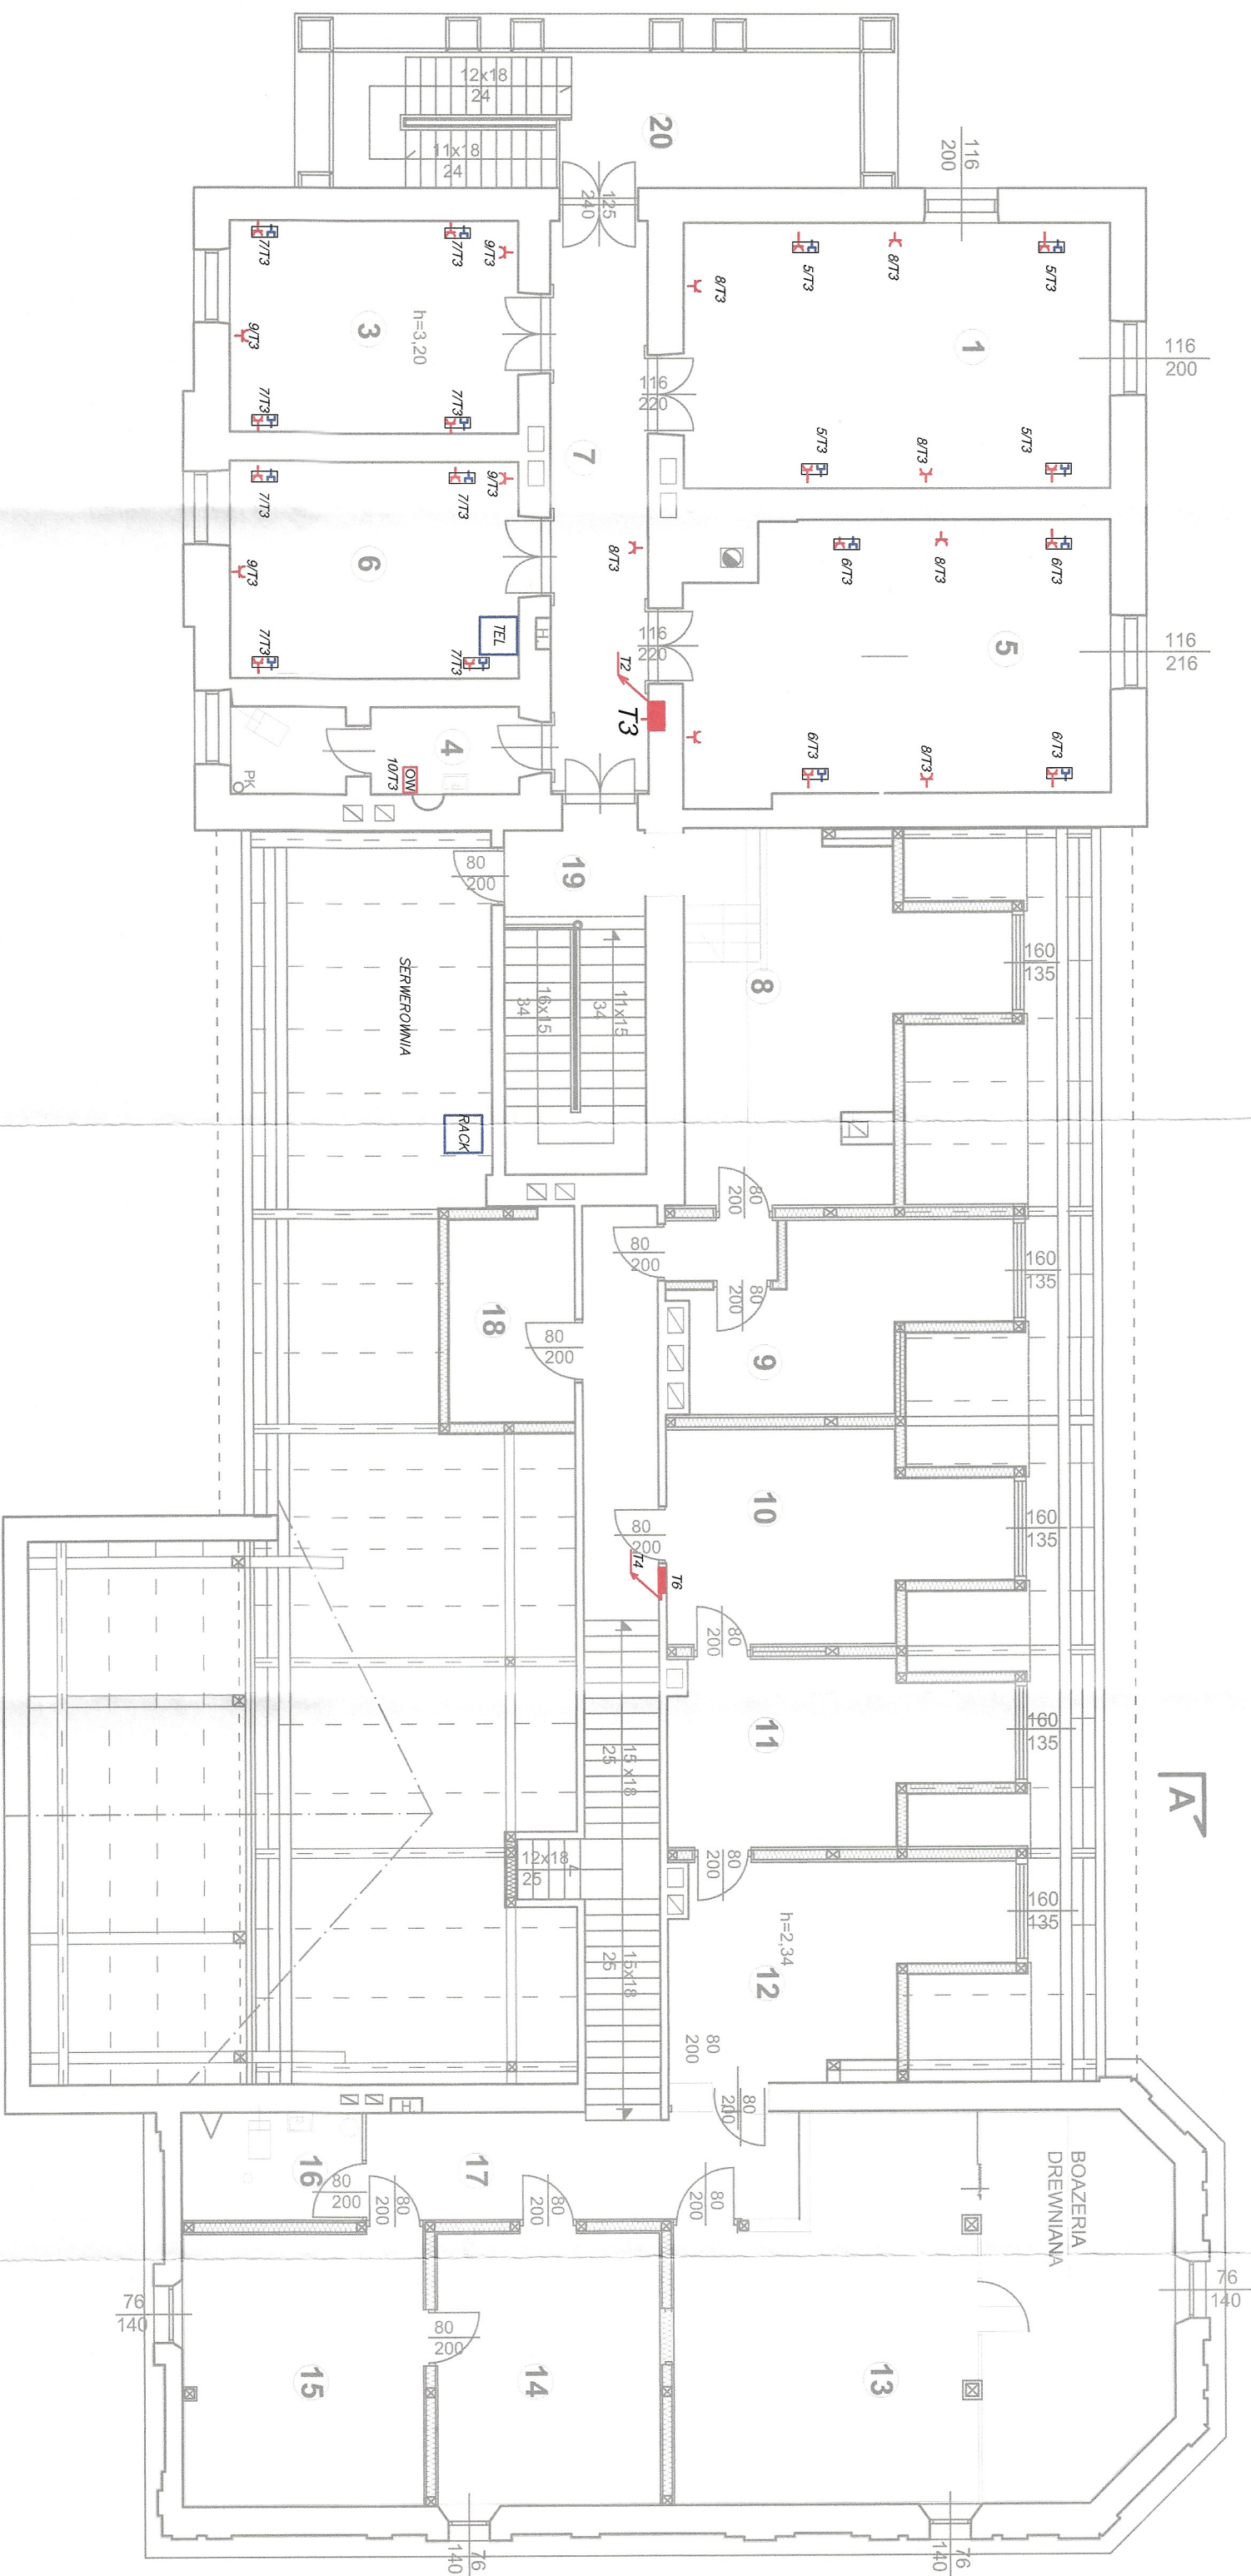 12x18
24
11x18
24
20
116
200
125
240
7/T3
7/T3
9/T3
8/T3
5/T3
8/T3
5/T3
3
h=3,20
9/T3
1
116
200
116
220
7/T3
7/T3
7
5/T3
8/T3
5/T3
7/T3
7/T3
9/T3
6
9/T3
8/T3
6/T3
8/T3
6/T3
5
116
216
TEL
H
116
220
T2
7/T3
7/T3
T3
4
PK
10/T3
OW
6/T3
8/T3
6/T3
80
200
19
SERWEROWNIA
RACK
16x15
34
11x15
34
8
160
135
80
200
80
200
80
200
160
135
18
80
200
9
10
160
135
80
200
T4
T6
80
200
11
160
135
15 x18
25
12x18
25
80
200
160
135
A
h=2,34
12
15x18
25
80
200
80
200
H
16
17
80
200
80
200
80
200
80
200
BOAZERIA
DREWNIANA
76
140
76
140
80
200
15
14
13
76
140
76
140